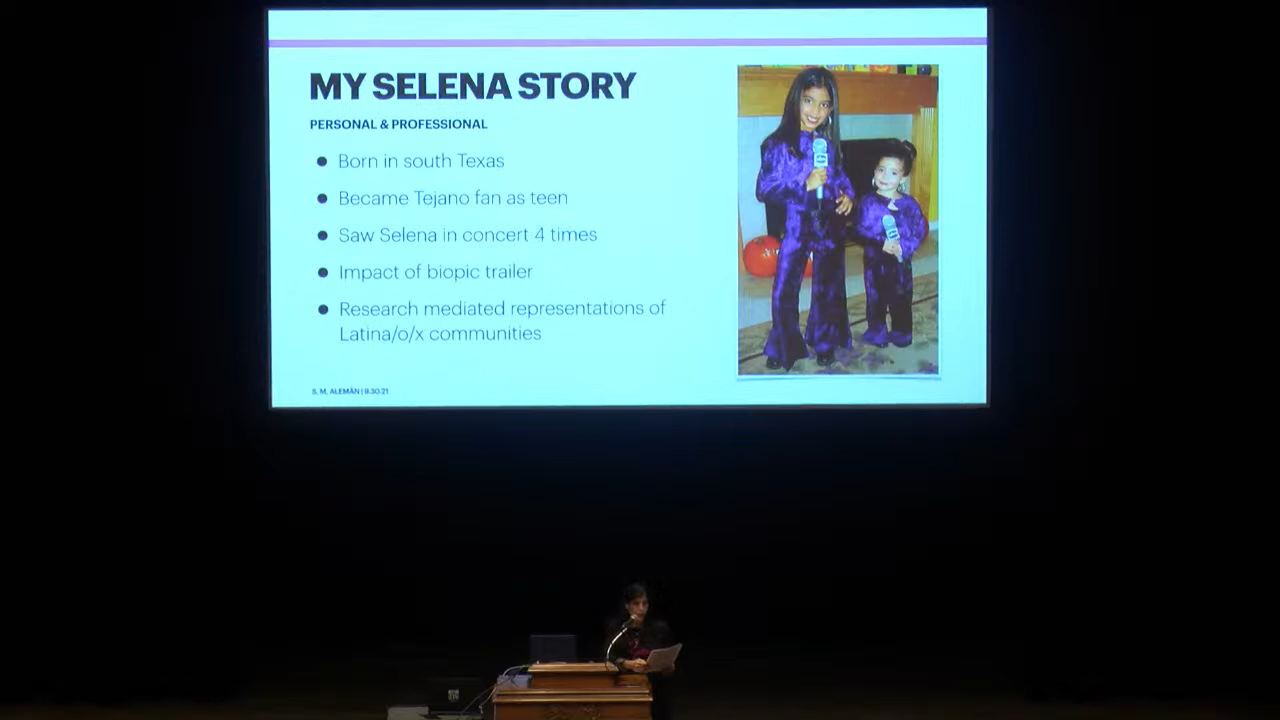 MY SELENA STORY
PERSONAL & PROFESSIONAL
● Born in south Texas
● Became Tejano fan as teen
● Saw Selena in concert 4 times
● Impact of biopic trailer
● Research mediated representations of
Latina/o/x communities
S. M. ALEMÁN | 9.30.21